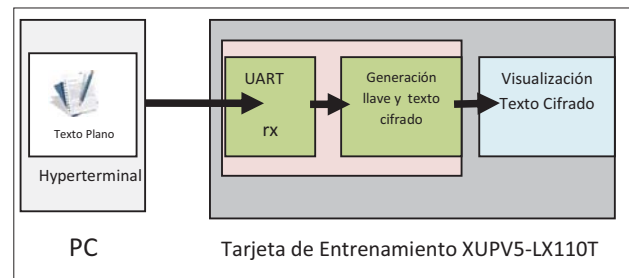 Texto Plano
Hyperterminal
PC
UART
rx
Generación
llave y texto
cifrado
Visualización
Texto Cifrado
Tarjeta de Entrenamiento XUPV5-LX110T